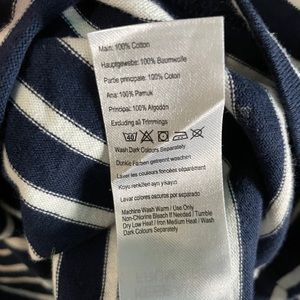 Main: 100% Cotton
Hauptgewebe: 100% Baumwolle
Partie principale: 100% Coton
Ana: 100% Pamuk
Principal: 100% Algodón
Excluding all Trimmings
40
Wash Dark Colours Separately
Dunkle Farben getrennt waschen
Laver les couleurs foncées séparément
Koyu renkleri ayrı yıkayın
Lavar los colores oscuros por separado
Machine Wash Warm / Use Only
Non-Chlorine Bleach If Needed / Tumble
Dry Low Heat / Iron Medium Heat / Wash
Dark Colours Separately